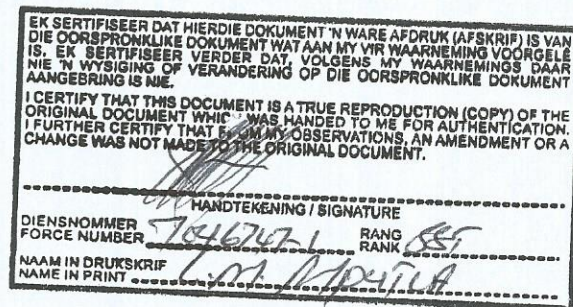 EK SERTIFISEER DAT HIERDIE DOKUMENT 'N WARE AFDRUK (AFSKRIF) IS VAN
DIE OORSPRONKLIKE DOKUMENT WAT AAN MY VIR WAARNEMING VOORGELÊ
IS. EK SERTIFISEER VERDER DAT, VOLGENS MY WAARNEMINGS DAAR
NIE 'N WYSIGING OF VERANDERING OP DIE OORSPRONKLIKE DOKUMENT
AANGEBRING IS NIE.
I CERTIFY THAT THIS DOCUMENT IS A TRUE REPRODUCTION (COPY) OF THE
ORIGINAL DOCUMENT WHIC WAS HANDED TO ME FOR AUTHENTICATION.
I FURTHER CERTIFY THAT MY OBSERVATIONS, AN AMENDMENT OR A
CHANGE WAS NOT MADE TO THE ORIGINAL DOCUMENT.
HANDTEKENING / SIGNATURE
DIENSNOMMER
FORCE NUMBER 7046747-1
RANG
RANK
NAAM IN DRUKSKRIF
NAME IN PRINT